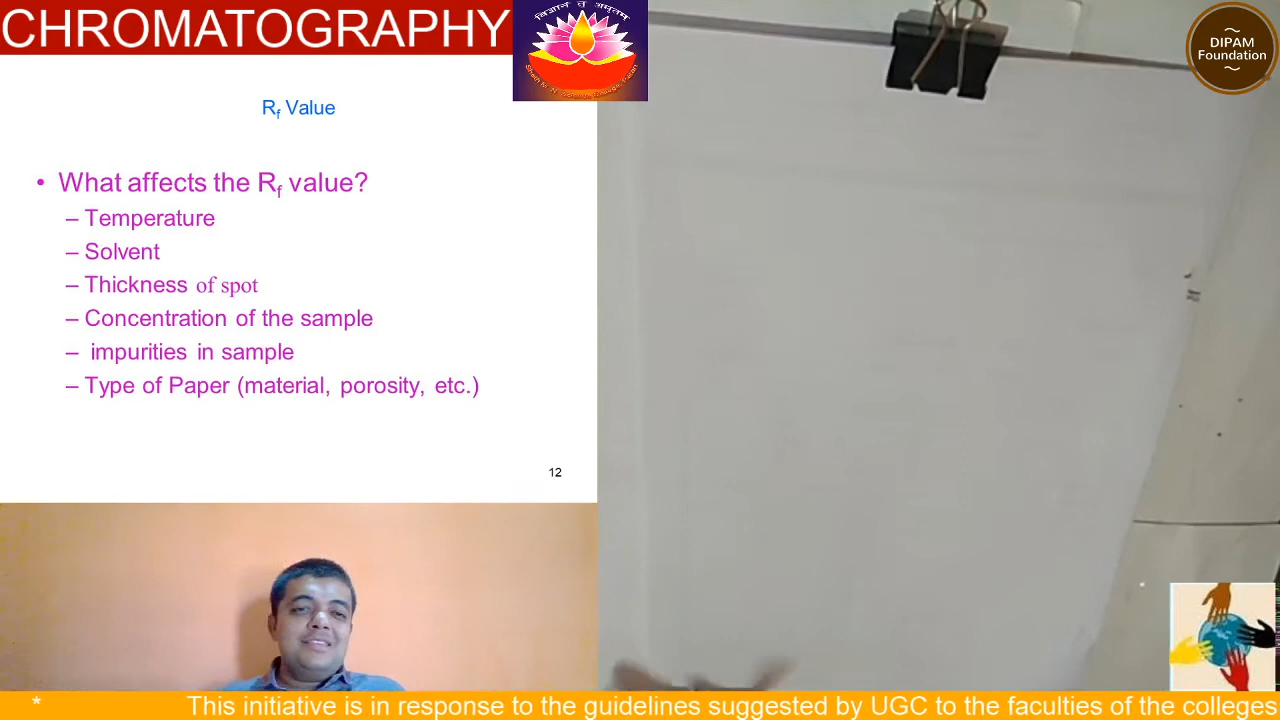 CHROMATOGRAPHY
विज्ञान व अमृतम्
DIPAM
Foundation
Rf Value
• What affects the Rf value?
– Temperature
– Solvent
– Thickness of spot
– Concentration of the sample
– impurities in sample
– Type of Paper (material, porosity, etc.)
12
* This initiative is in response to the guidelines suggested by UGC to the faculties of the colleges